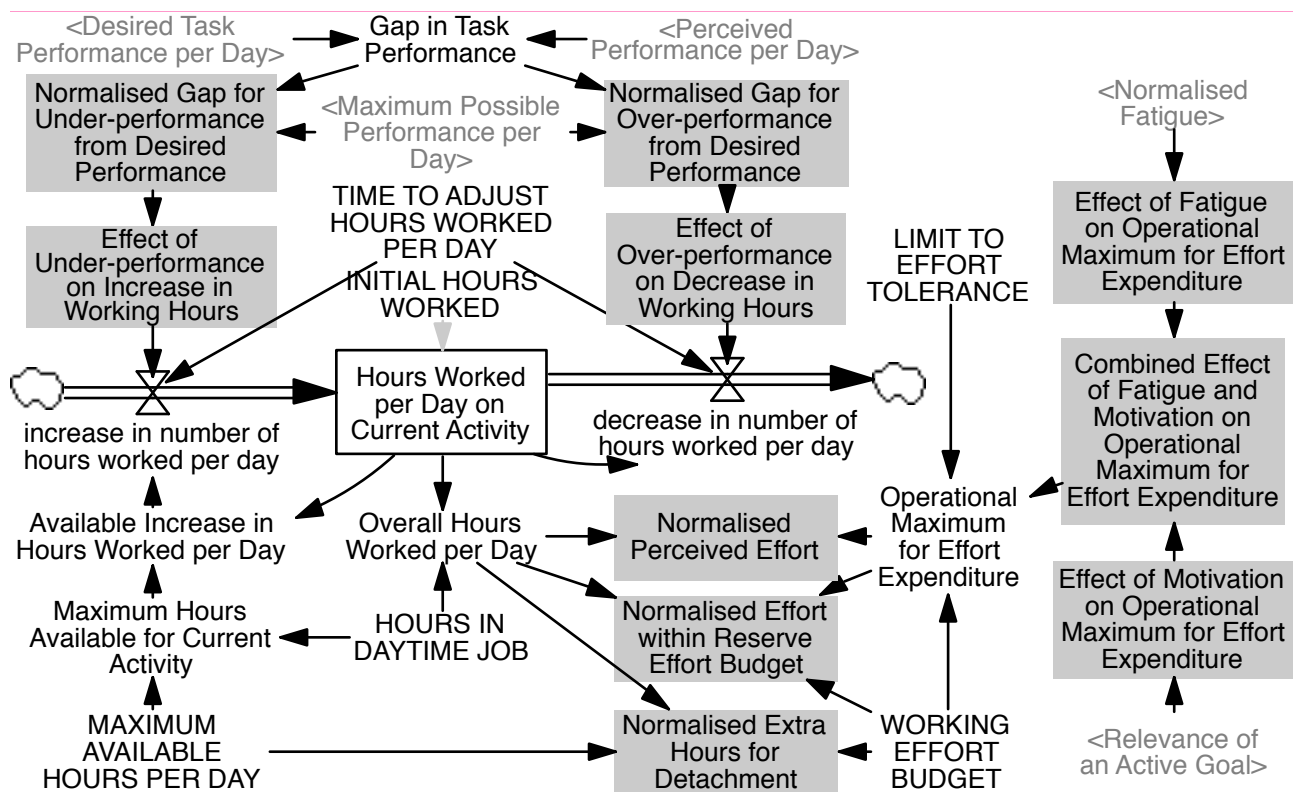 <Desired Task
Performance per Day>
Gap in Task
Performance
<Perceived
Performance per Day>
Normalised Gap for
Under-performance
from Desired
Performance
<Maximum Possible
Performance per
Day>
Normalised Gap for
Over-performance
from Desired
Performance
<Normalised
Fatigue>
TIME TO ADJUST
HOURS WORKED
PER DAY
Effect of
Under-performance
on Increase in
Working Hours
INITIAL HOURS
WORKED
Effect of
Over-performance
on Decrease in
Working Hours
LIMIT TO
EFFORT
TOLERANCE
Effect of Fatigue
on Operational
Maximum for Effort
Expenditure
Hours Worked
per Day on
Current Activity
increase in number of
hours worked per day
decrease in number of
hours worked per day
Combined Effect
of Fatigue and
Motivation on
Operational
Maximum for
Effort Expenditure
Available Increase in
Hours Worked per Day
Overall Hours
Worked per Day
Normalised
Perceived Effort
Operational
Maximum
for Effort
Expenditure
Maximum Hours
Available for Current
Activity
HOURS IN
DAYTIME JOB
Normalised Effort
within Reserve
Effort Budget
Effect of Motivation
on Operational
Maximum for Effort
Expenditure
MAXIMUM
AVAILABLE
HOURS PER DAY
Normalised Extra
Hours for
Detachment
WORKING
EFFORT
BUDGET
<Relevance of
an Active Goal>